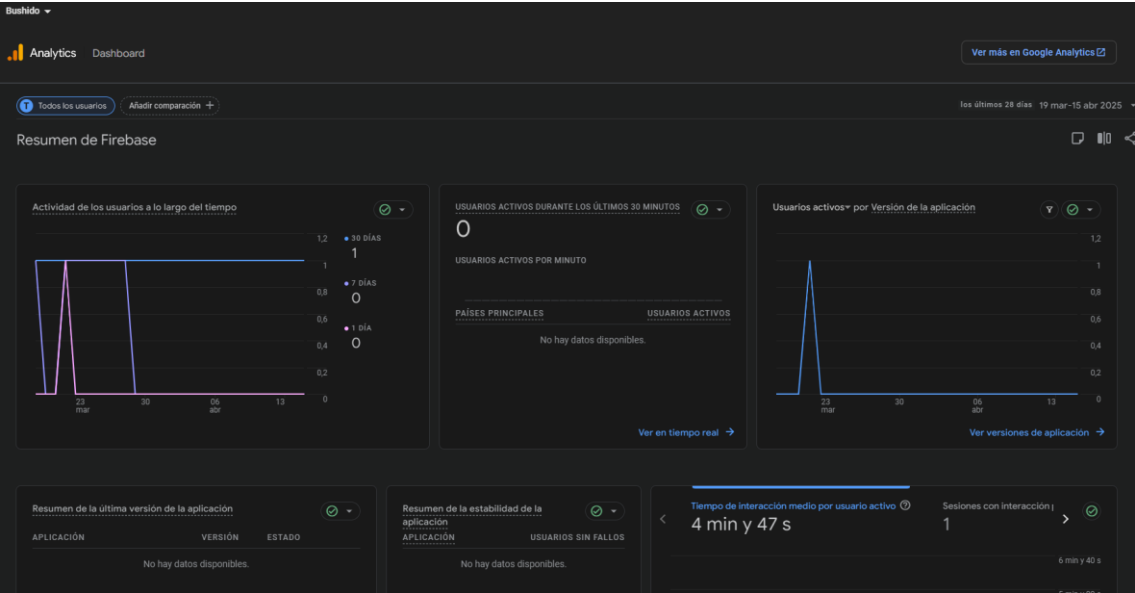 Bushido
Analytics Dashboard
Ver más en Google Analytics
T Todos los usuarios Añadir comparación +
los últimos 28 días 19 mar-15 abr 2025
Resumen de Firebase
Actividad de los usuarios a lo largo del tiempo
1,2
1
0,8
0,6
0,4
0,2
0
23 mar
30
06 abr
13
30 DÍAS
1
7 DÍAS
0
1 DÍA
0
USUARIOS ACTIVOS DURANTE LOS ÚLTIMOS 30 MINUTOS
0
USUARIOS ACTIVOS POR MINUTO
PAÍSES PRINCIPALES USUARIOS ACTIVOS
No hay datos disponibles.
Ver en tiempo real
Usuarios activos por Versión de la aplicación
1,2
1
0,8
0,6
0,4
0,2
0
23 mar
30
06 abr
13
Ver versiones de aplicación
Resumen de la última versión de la aplicación
APLICACIÓN VERSIÓN ESTADO
No hay datos disponibles.
Resumen de la estabilidad de la
aplicación
APLICACIÓN USUARIOS SIN FALLOS
No hay datos disponibles.
Tiempo de interacción medio por usuario activo
4 min y 47 s
Sesiones con interacción
1
6 min y 40 s